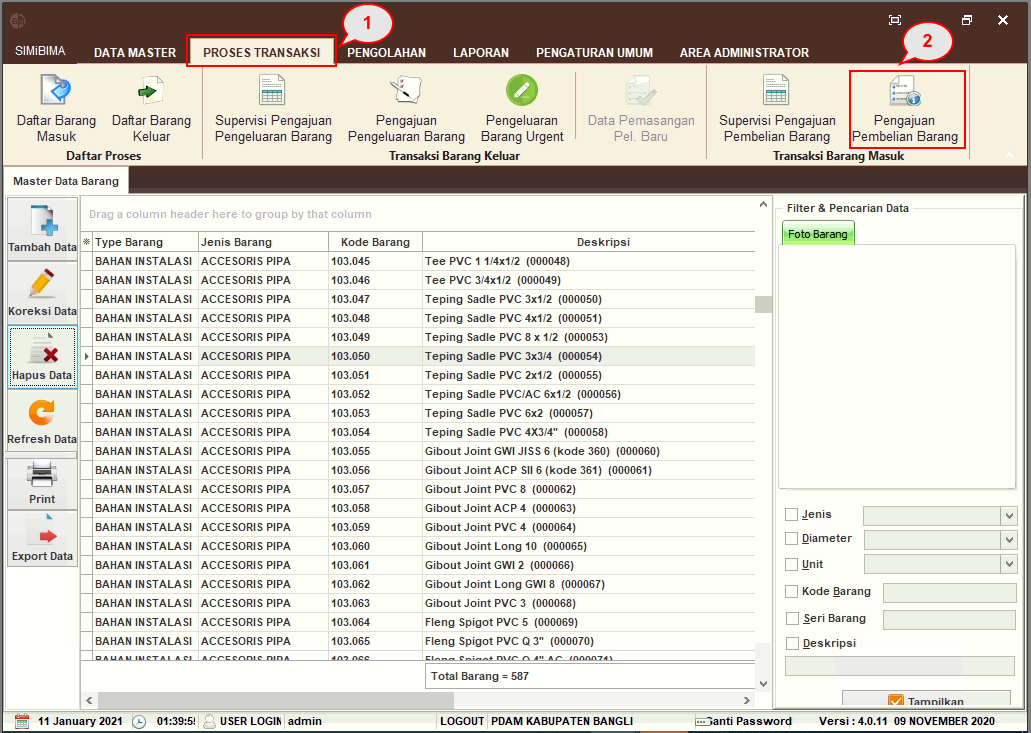 1
SIMiBIMA
DATA MASTER
PROSES TRANSAKSI
PENGOLAHAN
LAPORAN
PENGATURAN UMUM
AREA ADMINISTRATOR
2
Daftar Barang
Masuk
Daftar Barang
Keluar
Supervisi Pengajuan
Pengeluaran Barang
Pengajuan
Pengeluaran Barang
Pengeluaran
Barang Urgent
Data Pemasangan
Pel. Baru
Supervisi Pengajuan
Pembelian Barang
Pengajuan
Pembelian Barang
Daftar Proses
Transaksi Barang Keluar
Transaksi Barang Masuk
Master Data Barang
Tambah Data
Koreksi Data
Hapus Data
Refresh Data
Print
Export Data
Drag a column header here to group by that column
Type Barang Jenis Barang Kode Barang Deskripsi
BAHAN INSTALASI ACCESORIS PIPA 103.045 Tee PVC 1 1/4x1/2 (000048)
BAHAN INSTALASI ACCESORIS PIPA 103.046 Tee PVC 3/4x1/2 (000049)
BAHAN INSTALASI ACCESORIS PIPA 103.047 Teping Sadle PVC 3x1/2 (000050)
BAHAN INSTALASI ACCESORIS PIPA 103.048 Teping Sadle PVC 4x1/2 (000051)
BAHAN INSTALASI ACCESORIS PIPA 103.049 Teping Sadle PVC 8 x 1/2 (000053)
BAHAN INSTALASI ACCESORIS PIPA 103.050 Teping Sadle PVC 3x3/4 (000054)
BAHAN INSTALASI ACCESORIS PIPA 103.051 Teping Sadle PVC 2x1/2 (000055)
BAHAN INSTALASI ACCESORIS PIPA 103.052 Teping Sadle PVC/AC 6x1/2 (000056)
BAHAN INSTALASI ACCESORIS PIPA 103.053 Teping Sadle PVC 6x2 (000057)
BAHAN INSTALASI ACCESORIS PIPA 103.054 Teping Sadle PVC 4X3/4" (000058)
BAHAN INSTALASI ACCESORIS PIPA 103.055 Gibout Joint GWI JISS 6 (kode 360) (000060)
BAHAN INSTALASI ACCESORIS PIPA 103.056 Gibout Joint ACP SII 6 (kode 361) (000061)
BAHAN INSTALASI ACCESORIS PIPA 103.057 Gibout Joint PVC 8 (000062)
BAHAN INSTALASI ACCESORIS PIPA 103.058 Gibout Joint ACP 4 (000063)
BAHAN INSTALASI ACCESORIS PIPA 103.059 Gibout Joint PVC 4 (000064)
BAHAN INSTALASI ACCESORIS PIPA 103.060 Gibout Joint Long 10 (000065)
BAHAN INSTALASI ACCESORIS PIPA 103.061 Gibout Joint GWI 2 (000066)
BAHAN INSTALASI ACCESORIS PIPA 103.062 Gibout Joint Long GWI 8 (000067)
BAHAN INSTALASI ACCESORIS PIPA 103.063 Gibout Joint PVC 3 (000068)
BAHAN INSTALASI ACCESORIS PIPA 103.064 Fleng Spigot PVC 5 (000069)
BAHAN INSTALASI ACCESORIS PIPA 103.065 Fleng Spigot PVC Q 3" (000070)
BAHAN INSTALASI ACCESORIS PIPA 103.066 Fleng Spigot PVC Q 4" AC (000071)
Total Barang = 587
Filter & Pencarian Data
Foto Barang
Jenis
Diameter
Unit
Kode Barang
Seri Barang
Deskripsi
Tampilkan
11 January 2021 01:39:5 USER LOGIN admin LOGOUT PDAM KABUPATEN BANGLI Ganti Password Versi : 4.0.11 09 NOVEMBER 2020